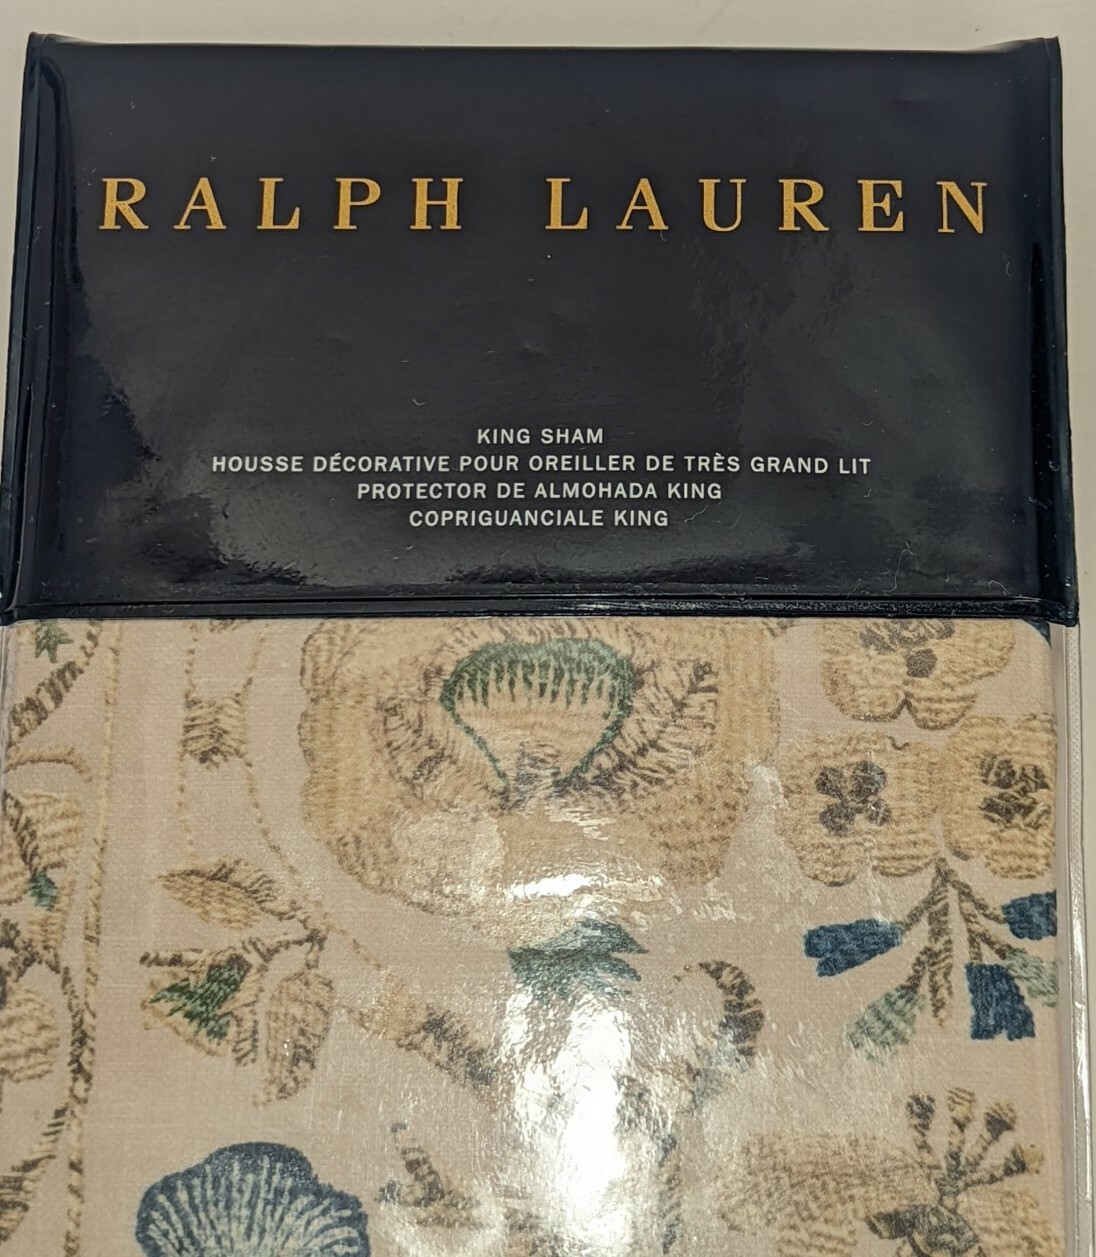 RALPH LAUREN
KING SHAM
HOUSSE DÉCORATIVE POUR OREILLER DE TRÈS GRAND LIT
PROTECTOR DE ALMOHADA KING
COPRIGUANCIALE KING